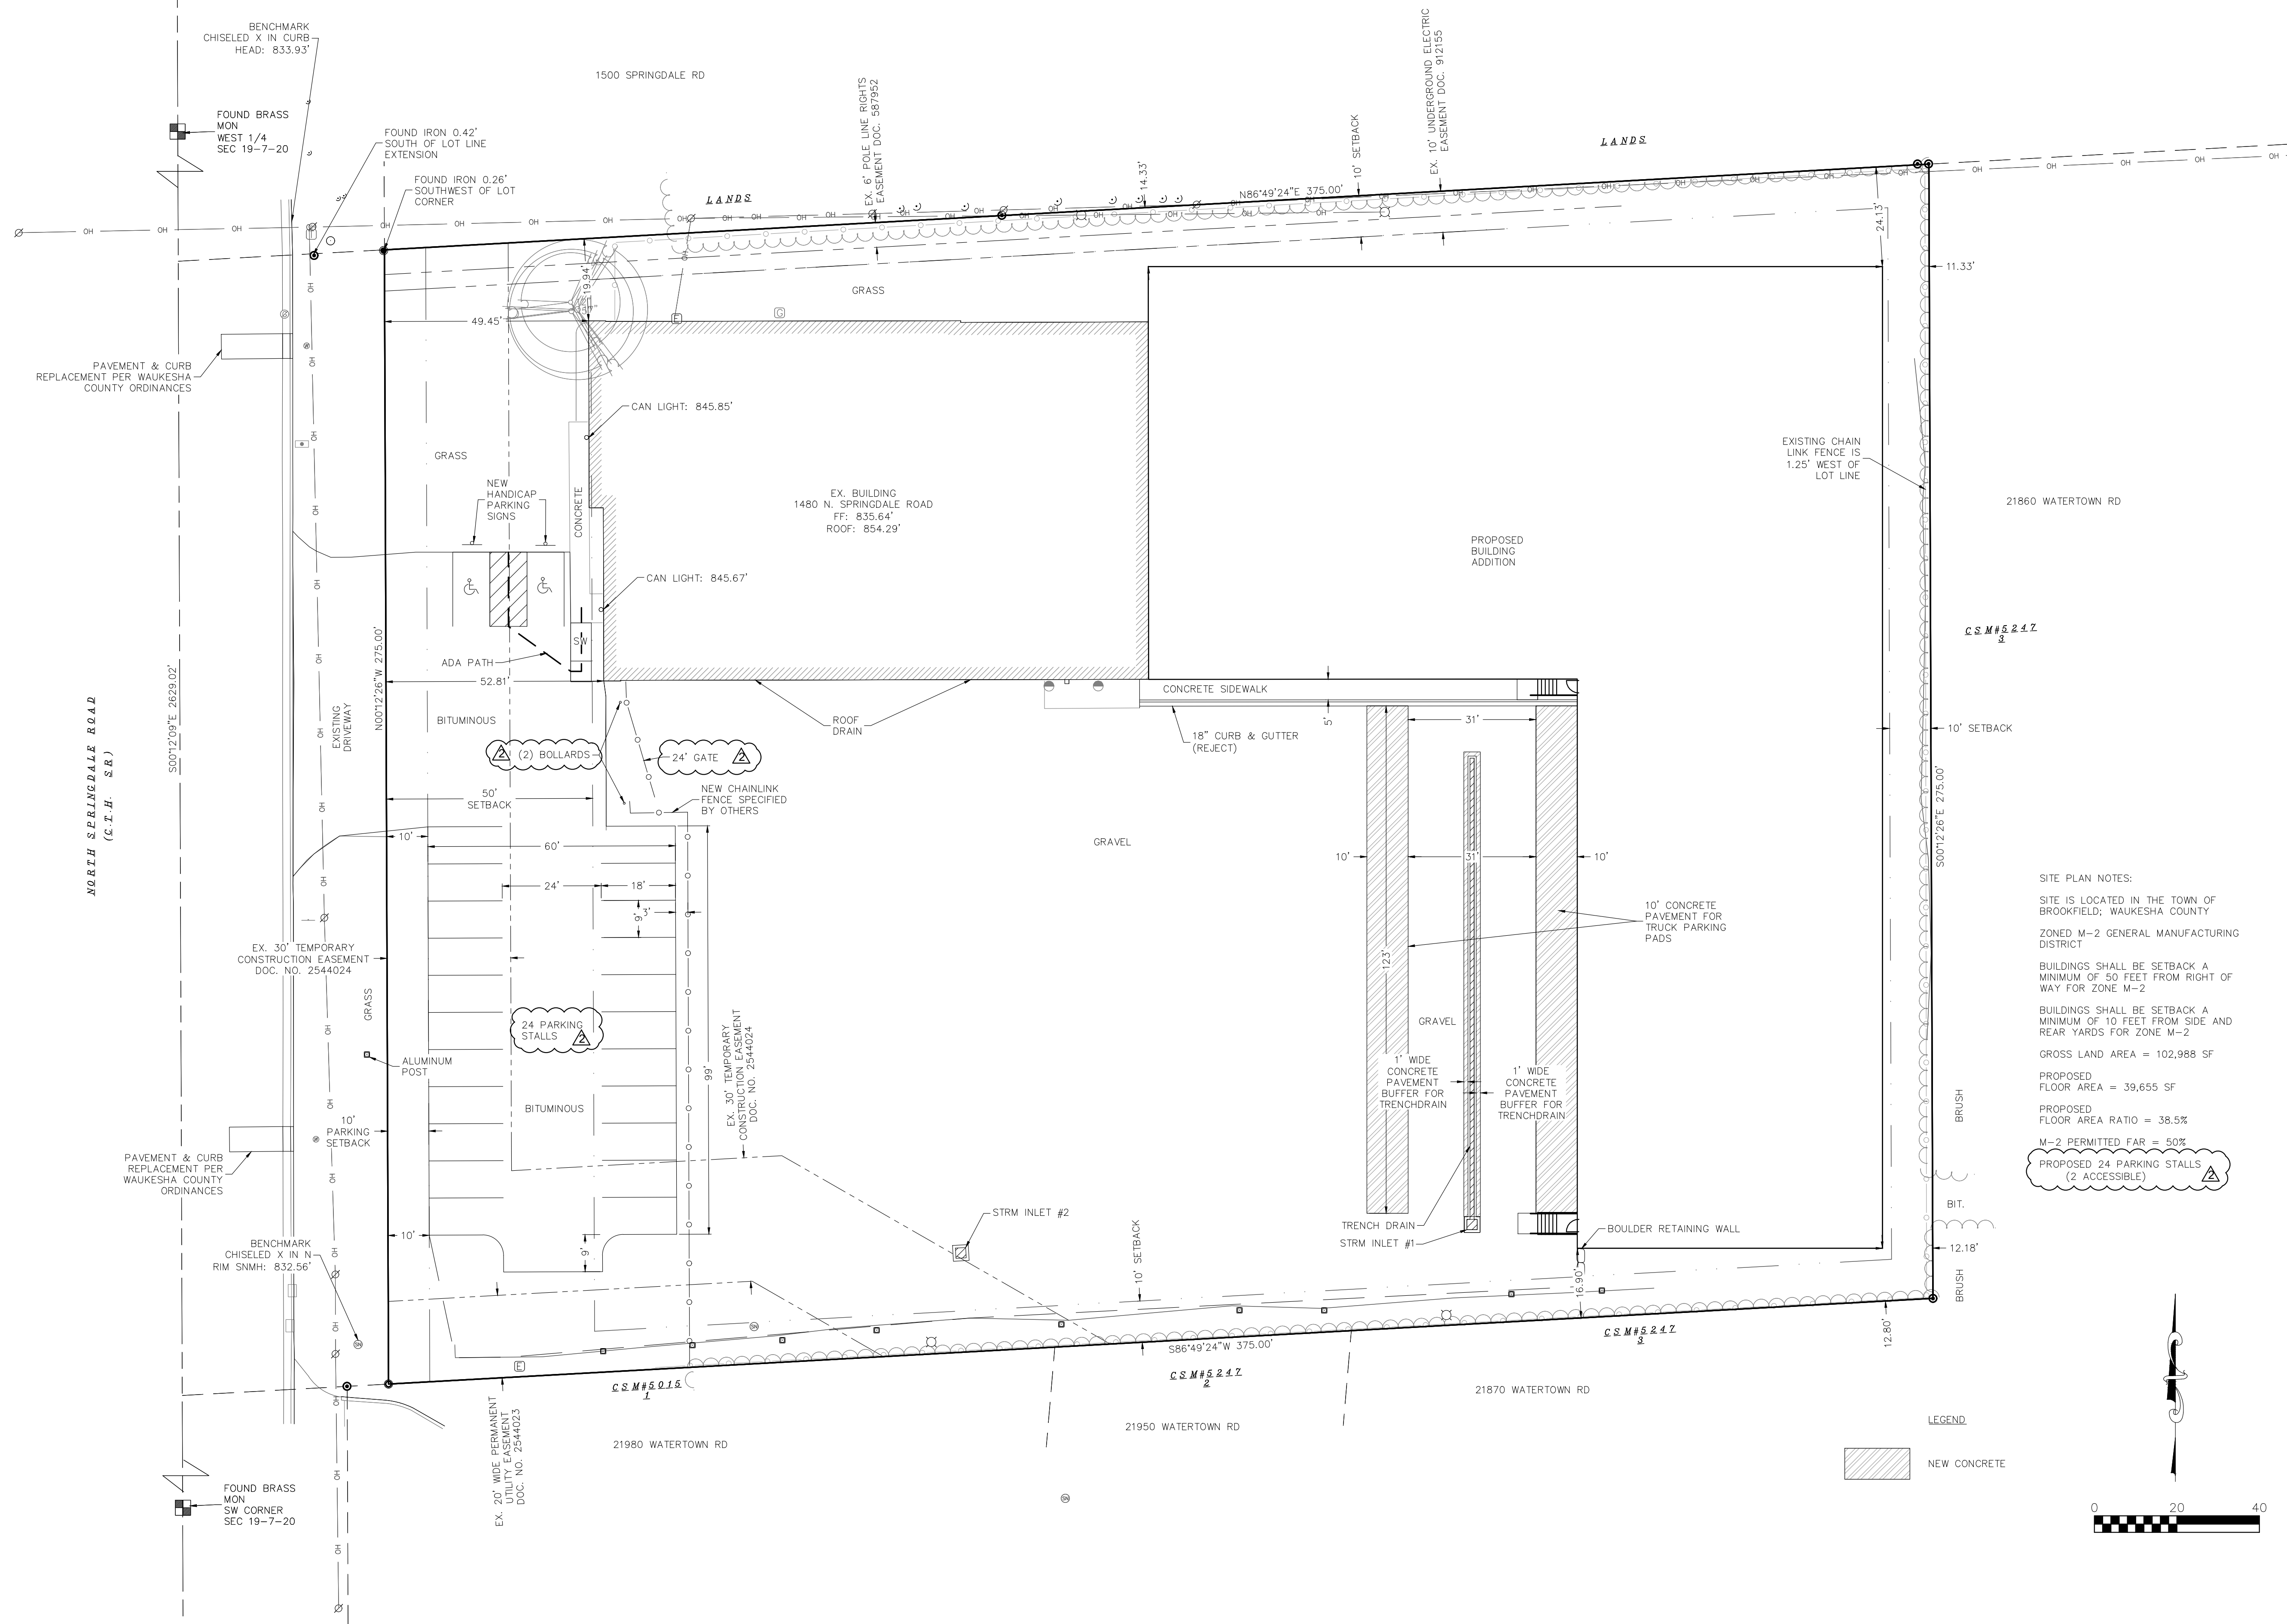 BENCHMARK
CHISELED X IN CURB
HEAD: 833.93'
1500 SPRINGDALE RD
EX. 6' POLE LINE RIGHTS
EASEMENT DOC. 587952
14.33'
10' SETBACK
EX. 10' UNDERGROUND ELECTRIC
EASEMENT DOC. 912155
LANDS
FOUND BRASS
MON
WEST 1/4
SEC 19-7-20
FOUND IRON 0.42'
SOUTH OF LOT LINE
EXTENSION
FOUND IRON 0.26'
SOUTHWEST OF LOT
CORNER
LANDS
N86°49'24"E 375.00'
24.13'
11.33'
19.94'
GRASS
49.45'
E
G
PAVEMENT & CURB
REPLACEMENT PER WAUKESHA
COUNTY ORDINANCES
CAN LIGHT: 845.85'
GRASS
NEW
HANDICAP
PARKING
SIGNS
CONCRETE
EX. BUILDING
1480 N. SPRINGDALE ROAD
FF: 835.64'
ROOF: 854.29'
EXISTING CHAIN
LINK FENCE IS
1.25' WEST OF
LOT LINE
21860 WATERTOWN RD
PROPOSED
BUILDING
ADDITION
CAN LIGHT: 845.67'
SW
ADA PATH
52.81'
N00°12'26"W 275.00'
S00°12'09"E 2629.02'
NORTH SPRINGDALE ROAD
(C.T.H. SR)
CSM#5247
3
CONCRETE SIDEWALK
5'
BITUMINOUS
EXISTING
DRIVEWAY
ROOF
DRAIN
18" CURB & GUTTER
(REJECT)
31'
10' SETBACK
2 (2) BOLLARDS
24' GATE 2
NEW CHAINLINK
FENCE SPECIFIED
BY OTHERS
50'
SETBACK
10'
60'
24'
18'
3'
9'
99'
GRAVEL
10'
31'
10'
123'
S00°12'26"E 275.00'
10' CONCRETE
PAVEMENT FOR
TRUCK PARKING
PADS
SITE PLAN NOTES:
SITE IS LOCATED IN THE TOWN OF
BROOKFIELD; WAUKESHA COUNTY
ZONED M-2 GENERAL MANUFACTURING
DISTRICT
BUILDINGS SHALL BE SETBACK A
MINIMUM OF 50 FEET FROM RIGHT OF
WAY FOR ZONE M-2
BUILDINGS SHALL BE SETBACK A
MINIMUM OF 10 FEET FROM SIDE AND
REAR YARDS FOR ZONE M-2
GROSS LAND AREA = 102,988 SF
PROPOSED
FLOOR AREA = 39,655 SF
PROPOSED
FLOOR AREA RATIO = 38.5%
M-2 PERMITTED FAR = 50%
PROPOSED 24 PARKING STALLS
(2 ACCESSIBLE) 2
EX. 30' TEMPORARY
CONSTRUCTION EASEMENT
DOC. NO. 2544024
GRASS
24 PARKING
STALLS 2
ALUMINUM
POST
BITUMINOUS
10'
PARKING
SETBACK
EX. 30' TEMPORARY
CONSTRUCTION EASEMENT
DOC. NO. 2544024
GRAVEL
1' WIDE
CONCRETE
PAVEMENT
BUFFER FOR
TRENCHDRAIN
1' WIDE
CONCRETE
PAVEMENT
BUFFER FOR
TRENCHDRAIN
BRUSH
BIT.
PAVEMENT & CURB
REPLACEMENT PER
WAUKESHA COUNTY
ORDINANCES
STRM INLET #2
TRENCH DRAIN
STRM INLET #1
BOULDER RETAINING WALL
BENCHMARK
CHISELED X IN N
RIM SNMH: 832.56'
10'
9'
10' SETBACK
16.90'
12.18'
BRUSH
12.80'
E
CSM#5015
1
S86°49'24"W 375.00'
CSM#5247
2
CSM#5247
3
EX. 20' WIDE PERMANENT
UTILITY EASEMENT
DOC. NO. 2544023
21980 WATERTOWN RD
21950 WATERTOWN RD
21870 WATERTOWN RD
LEGEND
NEW CONCRETE
FOUND BRASS
MON
SW CORNER
SEC 19-7-20
0 20 40